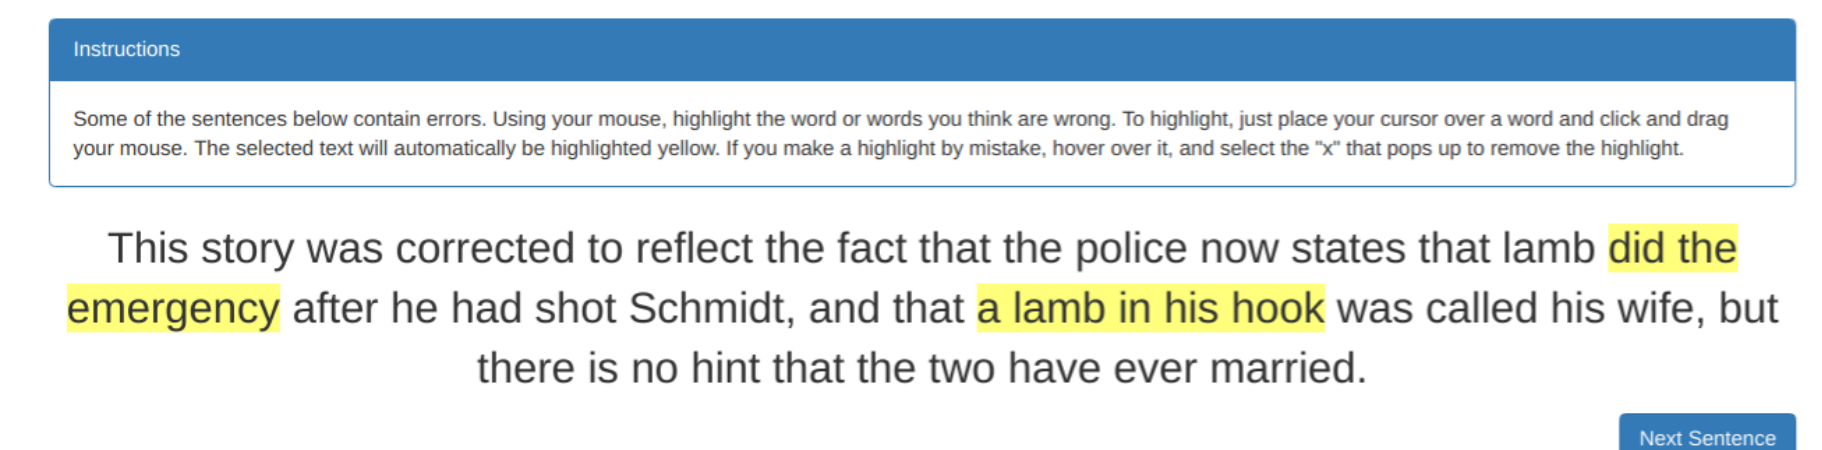 Instructions
Some of the sentences below contain errors. Using your mouse, highlight the word or words you think are wrong. To highlight, just place your cursor over a word and click and drag
your mouse. The selected text will automatically be highlighted yellow. If you make a highlight by mistake, hover over it, and select the "x" that pops up to remove the highlight.
This story was corrected to reflect the fact that the police now states that lamb did the
emergency after he had shot Schmidt, and that a lamb in his hook was called his wife, but
there is no hint that the two have ever married.
Next Sentence